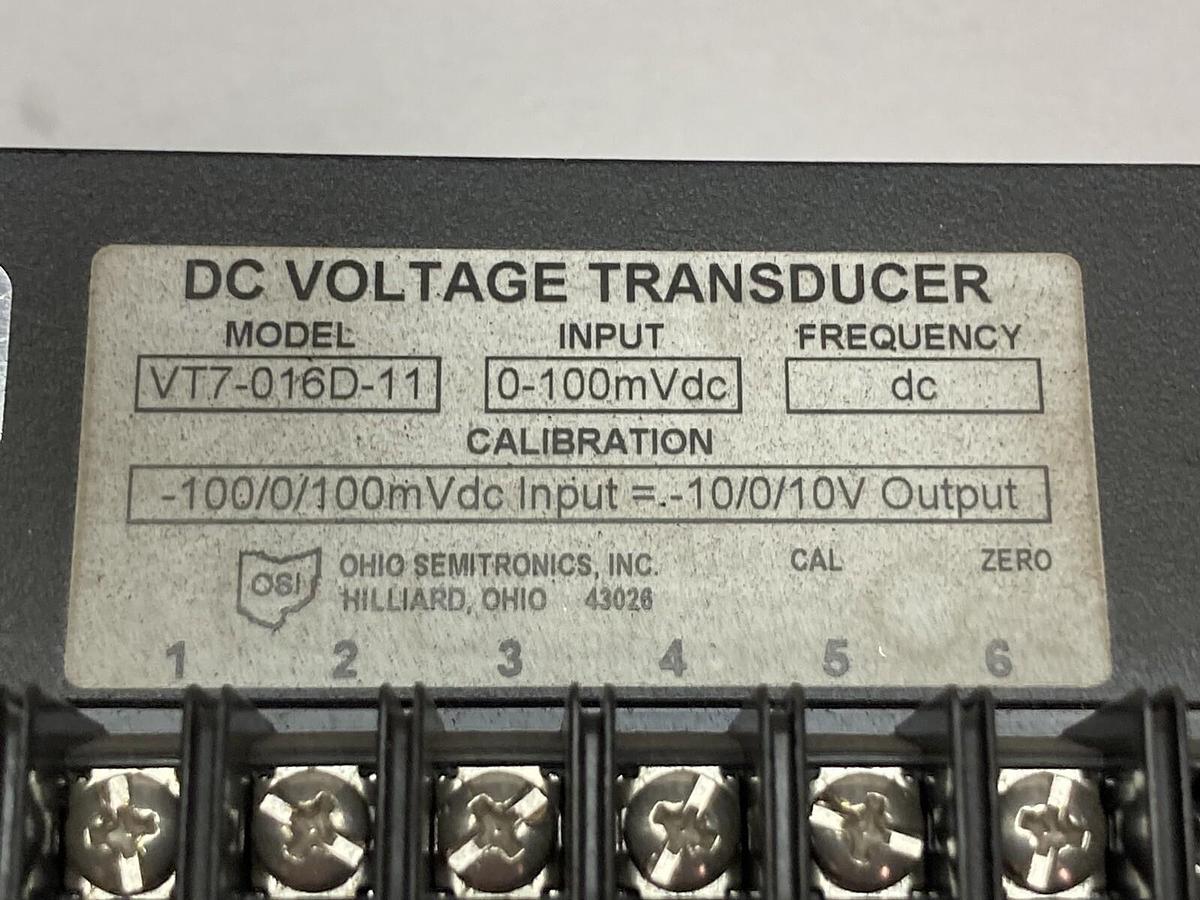 DC VOLTAGE TRANSDUCER
MODEL INPUT FREQUENCY
VT7-016D-11 0-100mVdc dc
CALIBRATION
-100/0/100mVdc Input = -10/0/10V Output
OSI OHIO SEMITRONICS, INC. CAL ZERO
HILLIARD, OHIO 43026
1 2 3 4 5 6